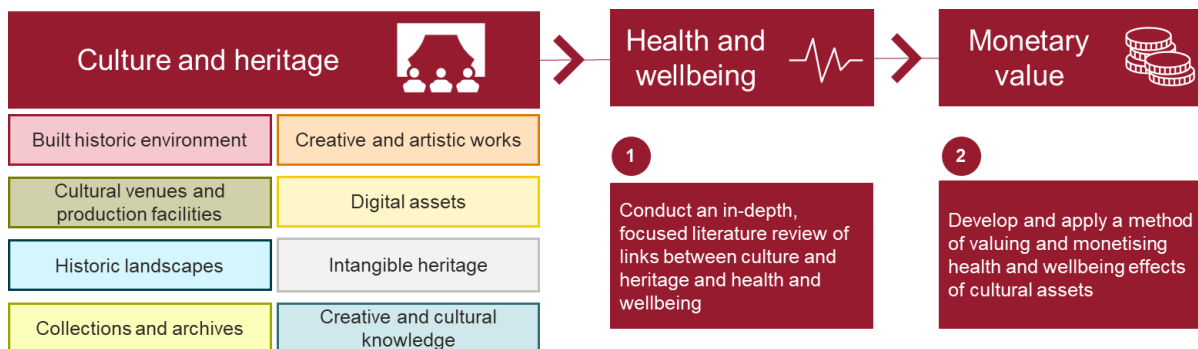 Culture and heritage
Health and
wellbeing
Monetary
value
Built historic environment
Creative and artistic works
Cultural venues and
production facilities
Digital assets
Historic landscapes
Intangible heritage
Collections and archives
Creative and cultural
knowledge
1
Conduct an in-depth,
focused literature review of
links between culture and
heritage and health and
wellbeing
2
Develop and apply a method
of valuing and monetising
health and wellbeing effects
of cultural assets